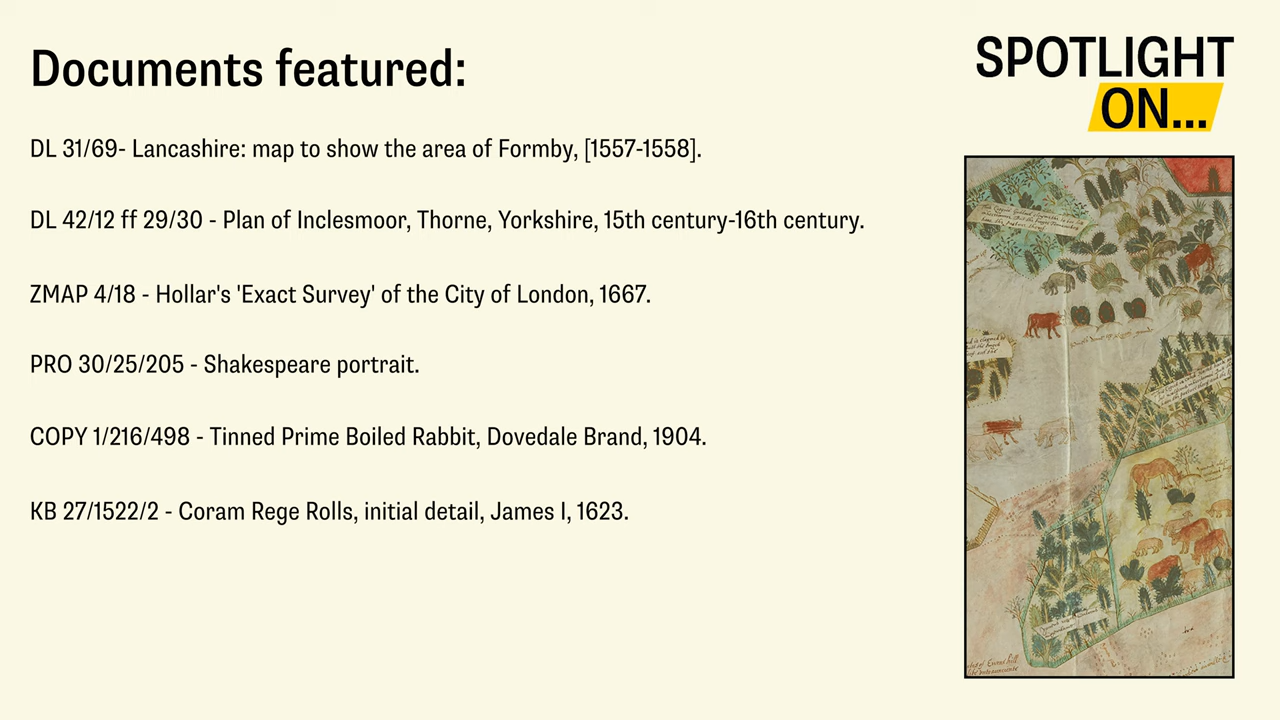 Documents featured:
SPOTLIGHT
ON...
DL 31/69- Lancashire: map to show the area of Formby, [1557-1558].
DL 42/12 ff 29/30 - Plan of Inclesmoor, Thorne, Yorkshire, 15th century-16th century.
ZMAP 4/18 - Hollar's 'Exact Survey' of the City of London, 1667.
PRO 30/25/205 - Shakespeare portrait.
COPY 1/216/498 - Tinned Prime Boiled Rabbit, Dovedale Brand, 1904.
KB 27/1522/2 - Coram Rege Rolls, initial detail, James I, 1623.